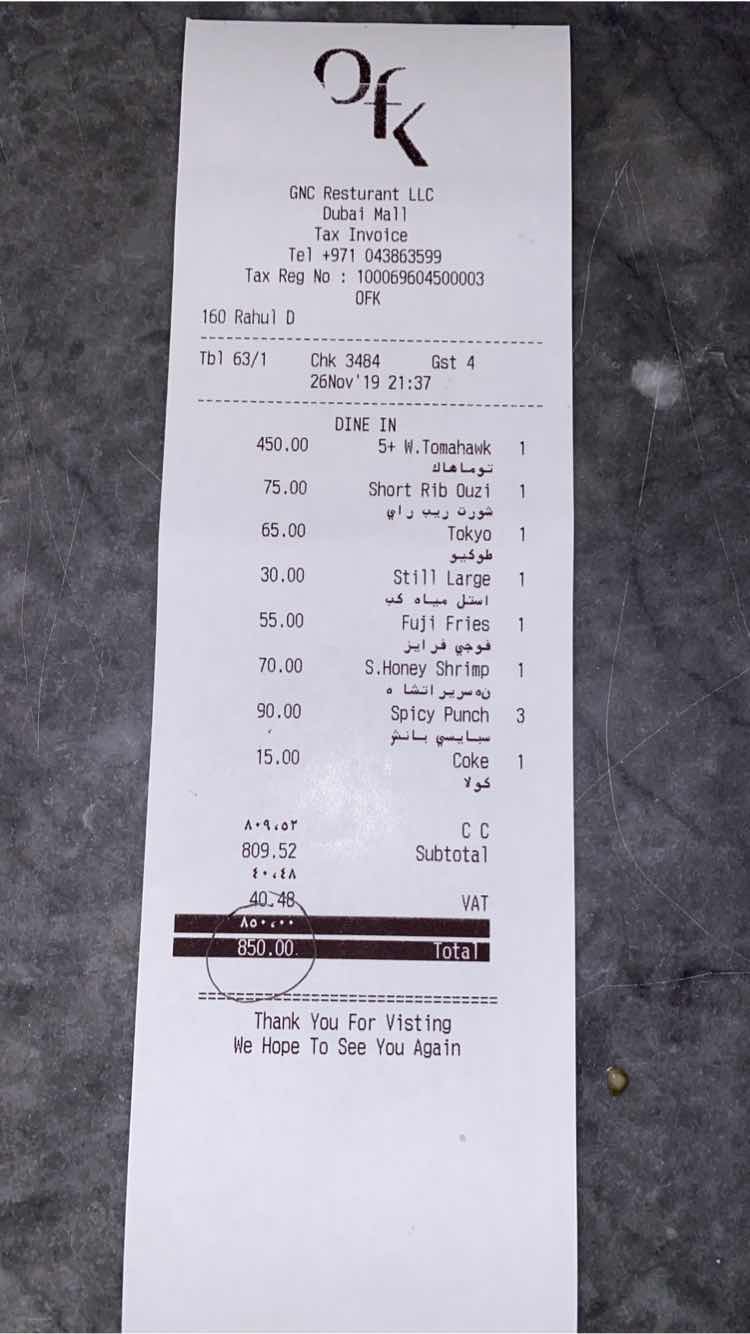 Ofk
GNC Resturant LLC
Dubai Mall
Tax Invoice
Tel +971 043863599
Tax Reg No : 100069604500003
OFK
160 Rahul D
Tbl 63/1 Chk 3484 Gst 4
26Nov'19 21:37
DINE IN
450.00 5+ W.Tomahawk 1
توماهاك
75.00 Short Rib Ouzi 1
شورت ريب راي
65.00 Tokyo 1
طوكيو
30.00 Still Large 1
استل مياه كب
55.00 Fuji Fries 1
فوجي فرايز
70.00 S.Honey Shrimp 1
ن ه سرير اتشا ه
90.00 Spicy Punch 3
سبايسي بانش
15.00 Coke 1
كولا
٨٠٩،٥٢ C C
809.52 Subtotal
٤٠،٤٨
40.48 VAT
٨٥٠،٠٠
850.00 Total
Thank You For Visting
We Hope To See You Again